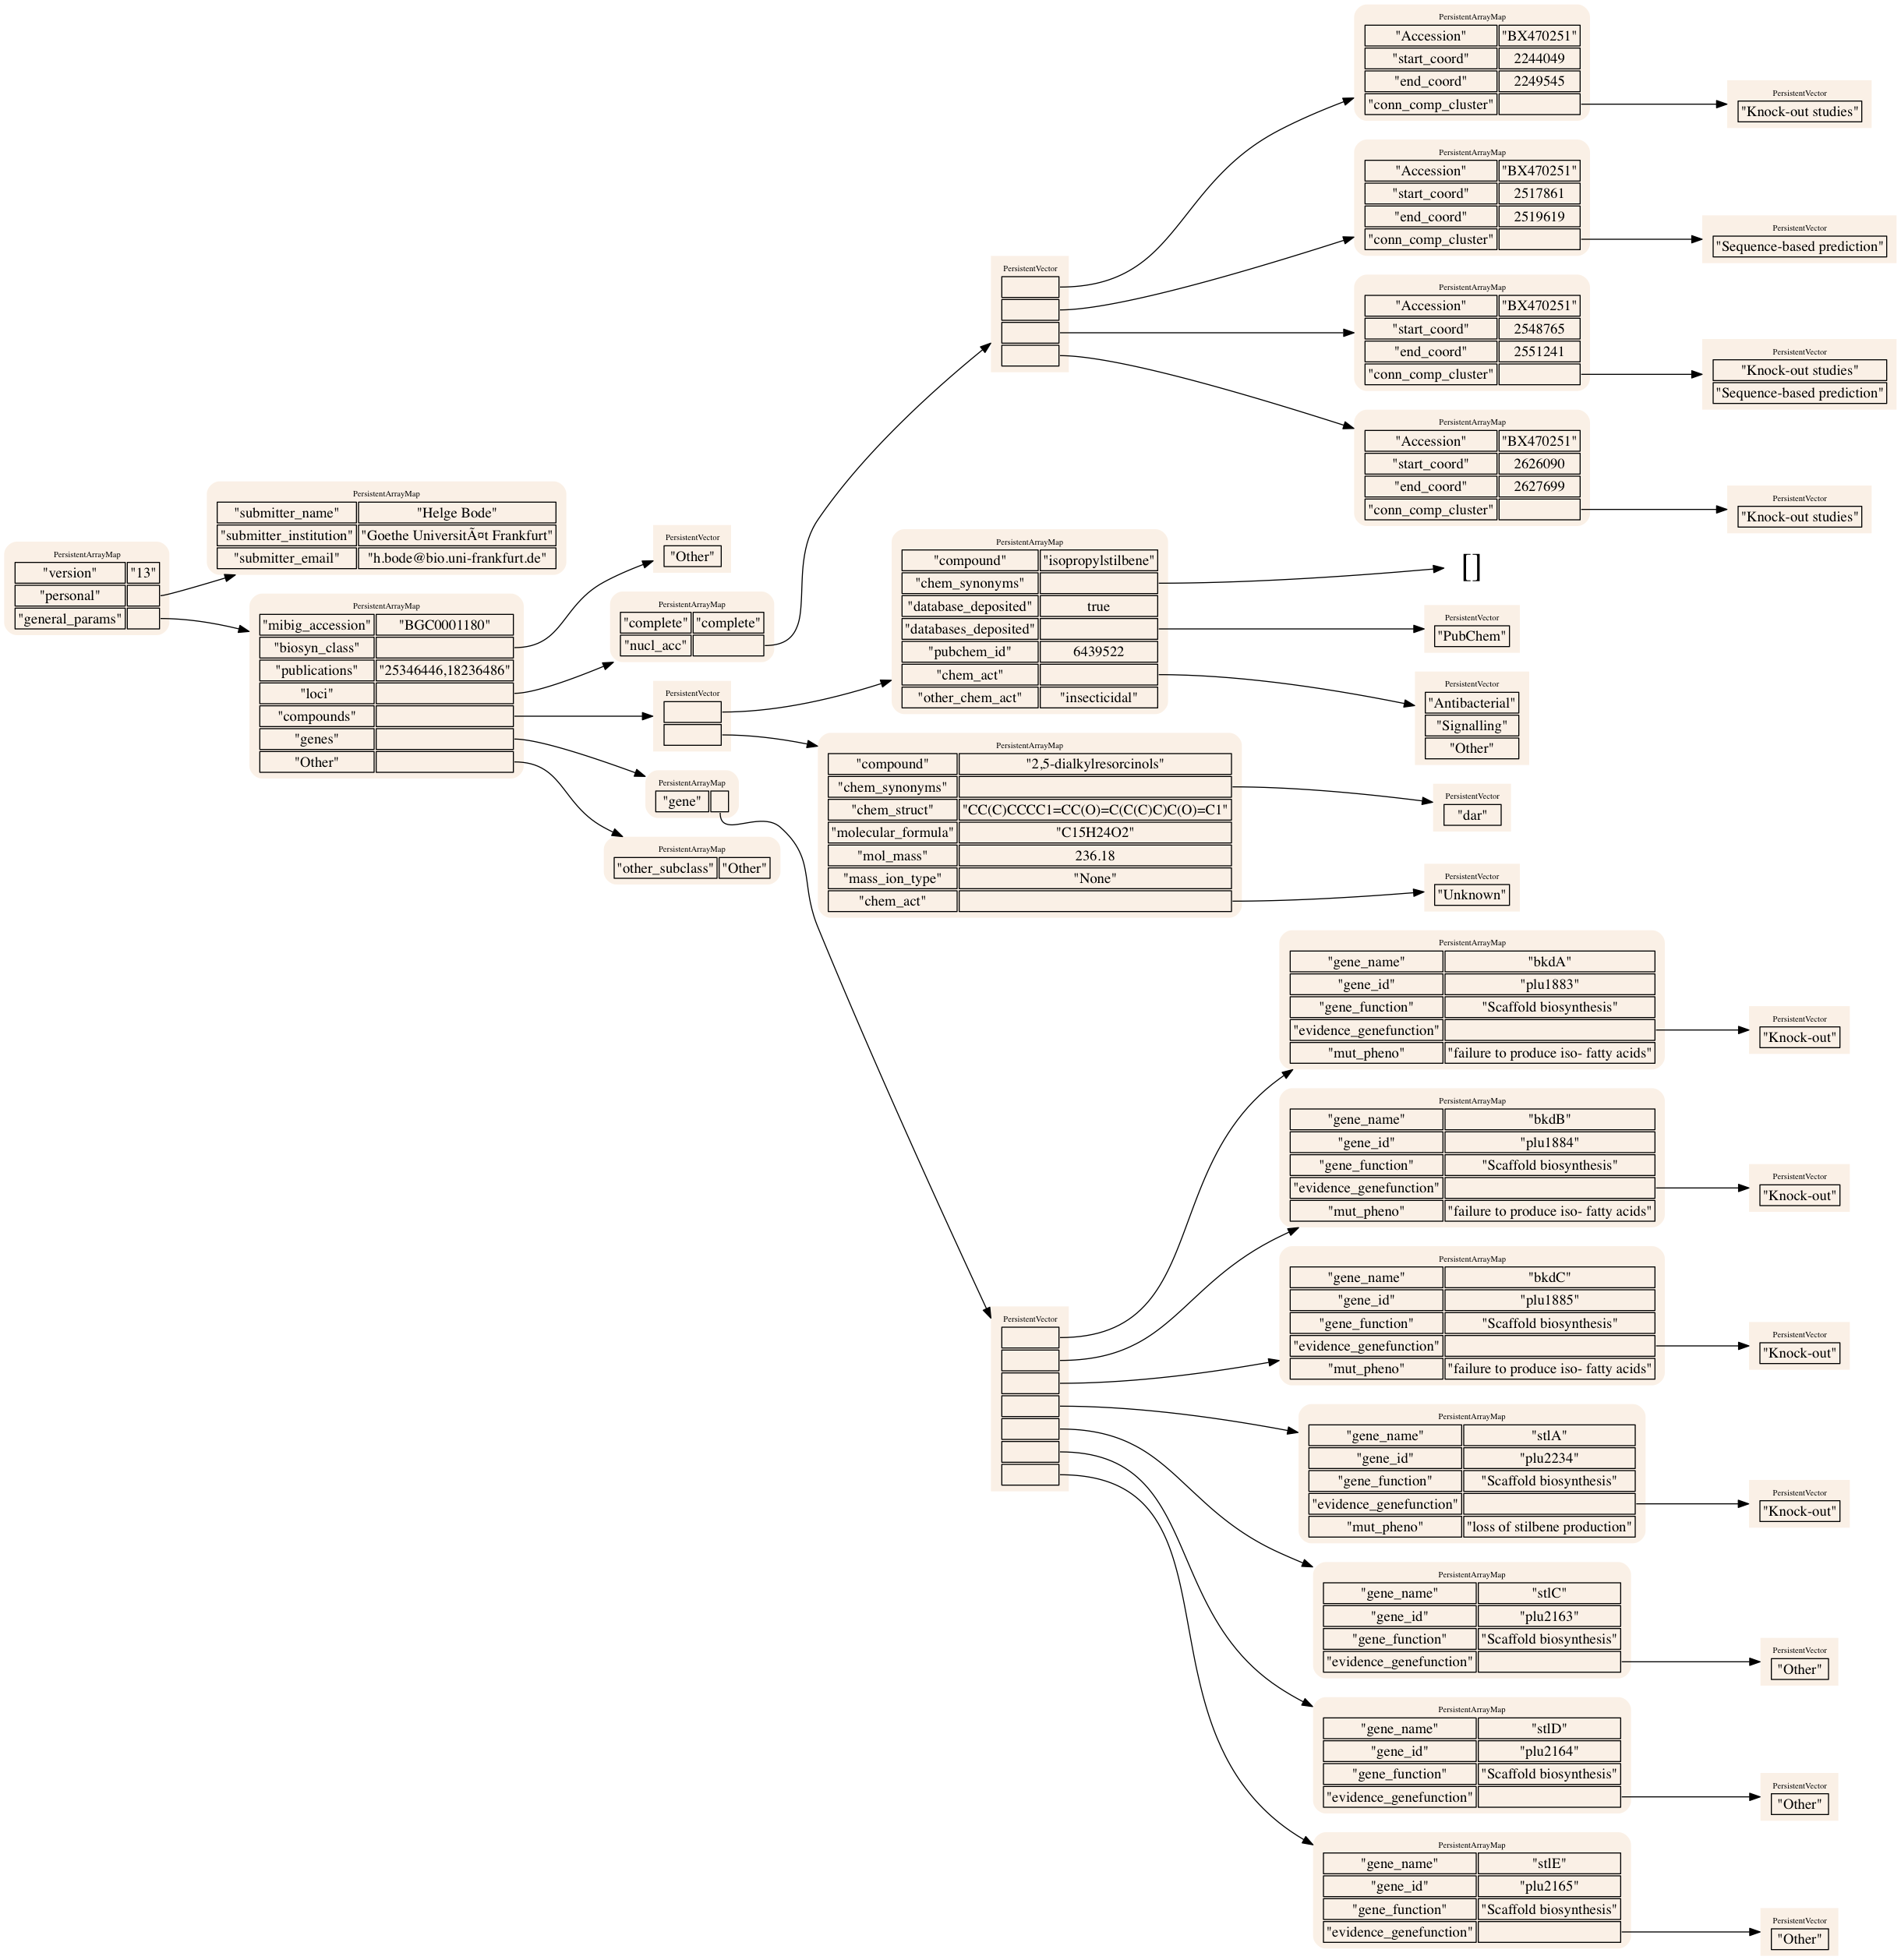 PersistentArrayMap
"version" "13"
"personal"
"general_params"
PersistentArrayMap
"submitter_name" "Helge Bode"
"submitter_institution" "Goethe UniversitÃ¤t Frankfurt"
"submitter_email" "h.bode@bio.uni-frankfurt.de"
PersistentArrayMap
"mibig_accession" "BGC0001180"
"biosyn_class"
"publications" "25346446,18236486"
"loci"
"compounds"
"genes"
"Other"
PersistentVector
"Other"
PersistentArrayMap
"complete" "complete"
"nucl_acc"
PersistentVector
PersistentArrayMap
"Accession" "BX470251"
"start_coord" 2244049
"end_coord" 2249545
"conn_comp_cluster"
PersistentVector
"Knock-out studies"
PersistentArrayMap
"Accession" "BX470251"
"start_coord" 2517861
"end_coord" 2519619
"conn_comp_cluster"
PersistentVector
"Sequence-based prediction"
PersistentArrayMap
"Accession" "BX470251"
"start_coord" 2548765
"end_coord" 2551241
"conn_comp_cluster"
PersistentVector
"Knock-out studies"
"Sequence-based prediction"
PersistentArrayMap
"Accession" "BX470251"
"start_coord" 2626090
"end_coord" 2627699
"conn_comp_cluster"
PersistentVector
"Knock-out studies"
PersistentVector
PersistentArrayMap
"compound" "isopropylstilbene"
"chem_synonyms"
"database_deposited" true
"databases_deposited"
"pubchem_id" 6439522
"chem_act"
"other_chem_act" "insecticidal"
[]
PersistentVector
"PubChem"
PersistentVector
"Antibacterial"
"Signalling"
"Other"
PersistentArrayMap
"compound" "2,5-dialkylresorcinols"
"chem_synonyms"
"chem_struct" "CC(C)CCCC1=CC(O)=C(C(C)C)C(O)=C1"
"molecular_formula" "C15H24O2"
"mol_mass" 236.18
"mass_ion_type" "None"
"chem_act"
PersistentVector
"dar"
PersistentVector
"Unknown"
PersistentArrayMap
"gene"
PersistentArrayMap
"other_subclass" "Other"
PersistentVector
PersistentArrayMap
"gene_name" "bkdA"
"gene_id" "plu1883"
"gene_function" "Scaffold biosynthesis"
"evidence_genefunction"
"mut_pheno" "failure to produce iso- fatty acids"
PersistentVector
"Knock-out"
PersistentArrayMap
"gene_name" "bkdB"
"gene_id" "plu1884"
"gene_function" "Scaffold biosynthesis"
"evidence_genefunction"
"mut_pheno" "failure to produce iso- fatty acids"
PersistentVector
"Knock-out"
PersistentArrayMap
"gene_name" "bkdC"
"gene_id" "plu1885"
"gene_function" "Scaffold biosynthesis"
"evidence_genefunction"
"mut_pheno" "failure to produce iso- fatty acids"
PersistentVector
"Knock-out"
PersistentArrayMap
"gene_name" "stlA"
"gene_id" "plu2234"
"gene_function" "Scaffold biosynthesis"
"evidence_genefunction"
"mut_pheno" "loss of stilbene production"
PersistentVector
"Knock-out"
PersistentArrayMap
"gene_name" "stlC"
"gene_id" "plu2163"
"gene_function" "Scaffold biosynthesis"
"evidence_genefunction"
PersistentVector
"Other"
PersistentArrayMap
"gene_name" "stlD"
"gene_id" "plu2164"
"gene_function" "Scaffold biosynthesis"
"evidence_genefunction"
PersistentVector
"Other"
PersistentArrayMap
"gene_name" "stlE"
"gene_id" "plu2165"
"gene_function" "Scaffold biosynthesis"
"evidence_genefunction"
PersistentVector
"Other"